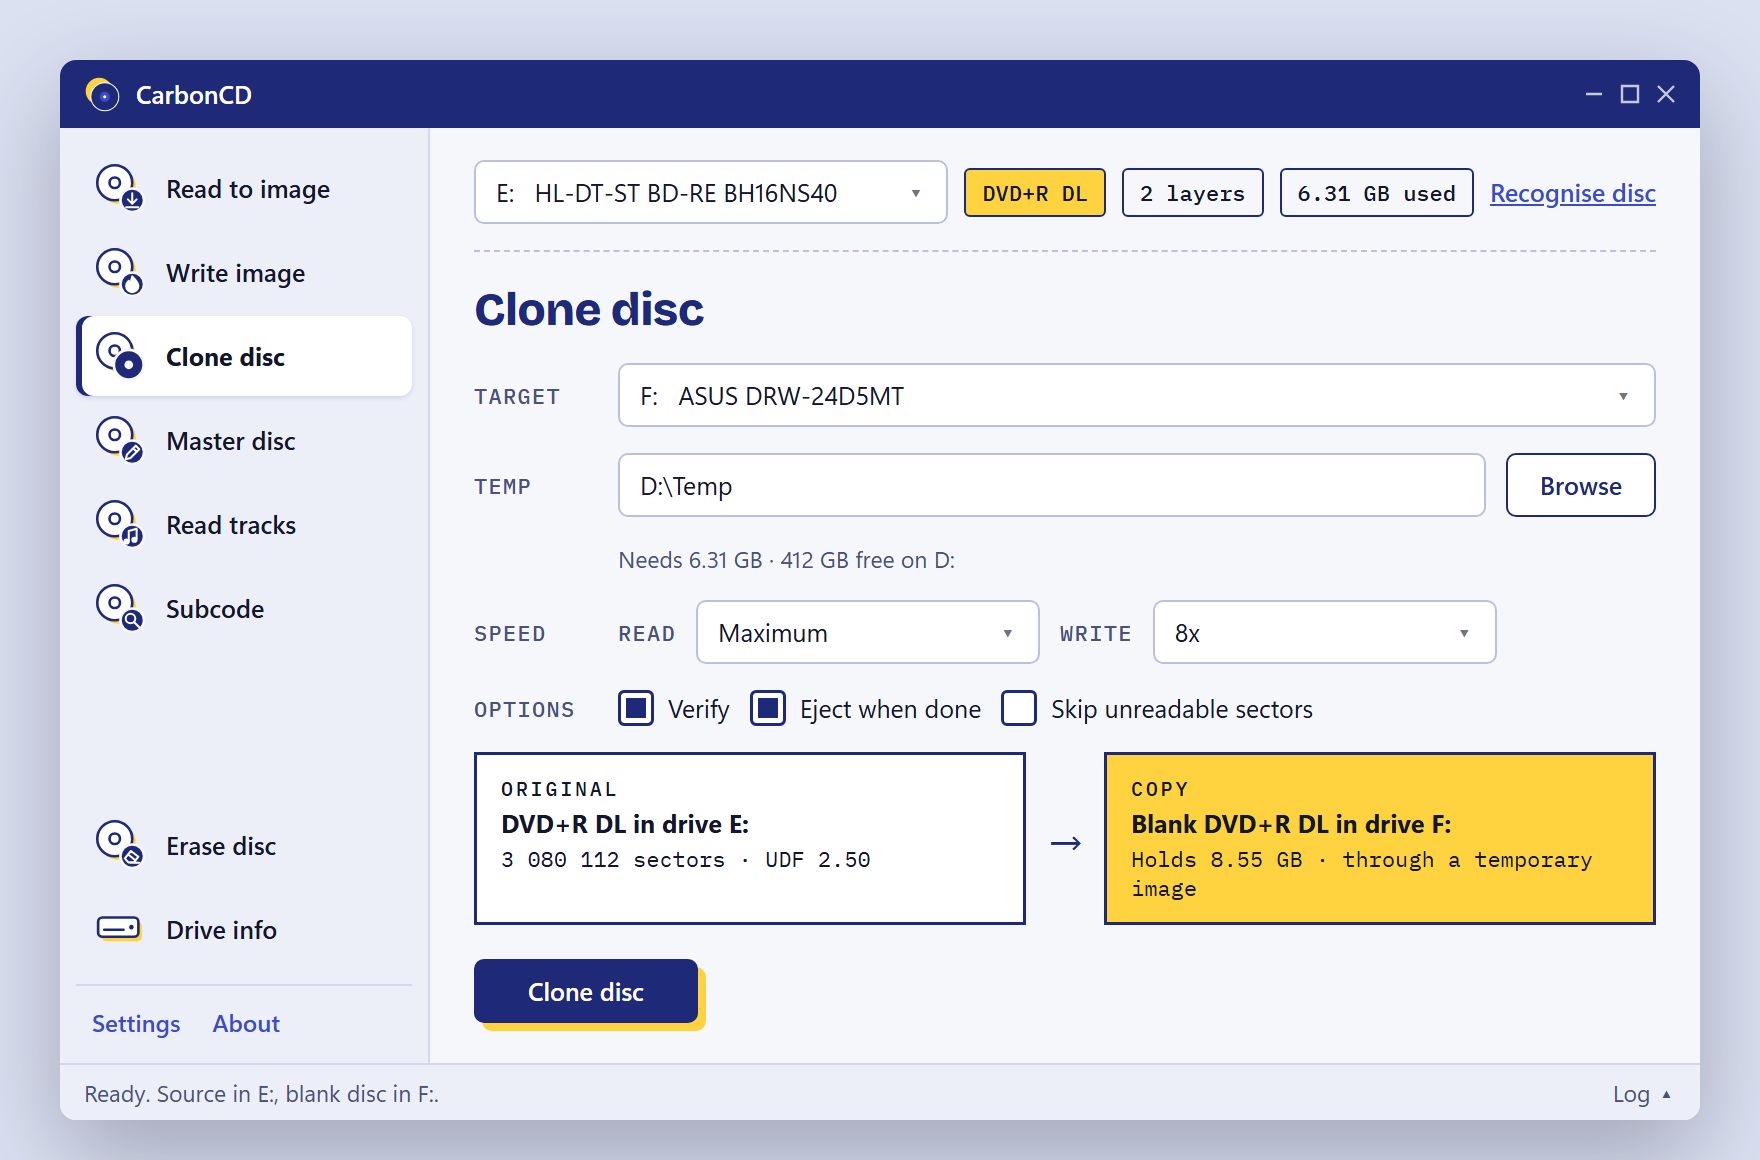 CarbonCD
Read to image
Write image
Clone disc
Master disc
Read tracks
Subcode
Erase disc
Drive info
Settings About
E: HL-DT-ST BD-RE BH16NS40
DVD+R DL
2 layers
6.31 GB used
Recognise disc
Clone disc
TARGET
F: ASUS DRW-24D5MT
TEMP
D:\Temp
Browse
Needs 6.31 GB · 412 GB free on D:
SPEED
READ
Maximum
WRITE
8x
OPTIONS
Verify
Eject when done
Skip unreadable sectors
ORIGINAL
DVD+R DL in drive E:
3 080 112 sectors · UDF 2.50
→
COPY
Blank DVD+R DL in drive F:
Holds 8.55 GB · through a temporary
image
Clone disc
Ready. Source in E:, blank disc in F:.
Log